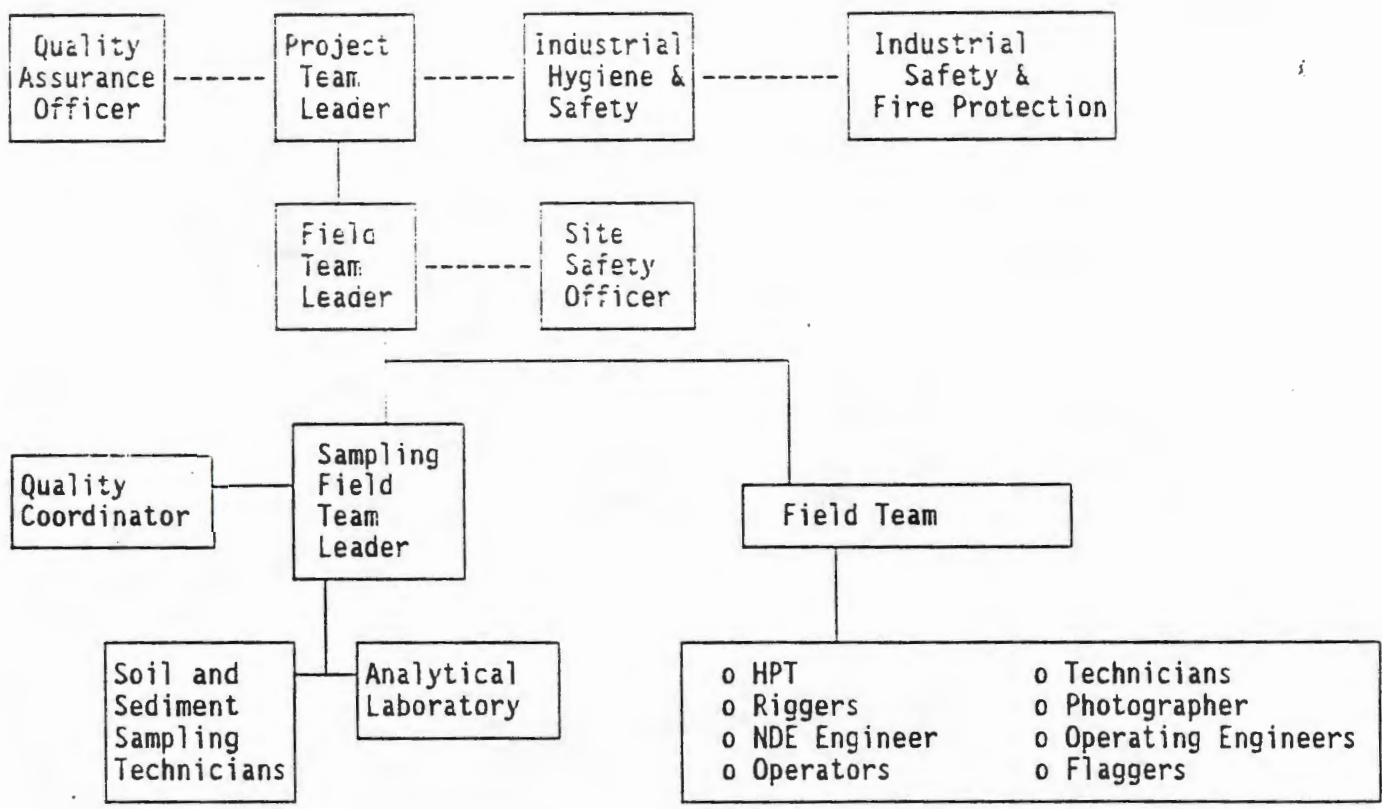 Quality
Assurance
Officer
Project
Team
Leader
Industrial
Hygiene &
Safety
Industrial
Safety &
Fire Protection
Field
Team
Leader
Site
Safety
Officer
Sampling
Field
Team
Leader
Quality
Coordinator
Field Team
Soil and
Sediment
Sampling
Technicians
Analytical
Laboratory
o HPT
o Riggers
o NDE Engineer
o Operators
o Technicians
o Photographer
o Operating Engineers
o Flaggers